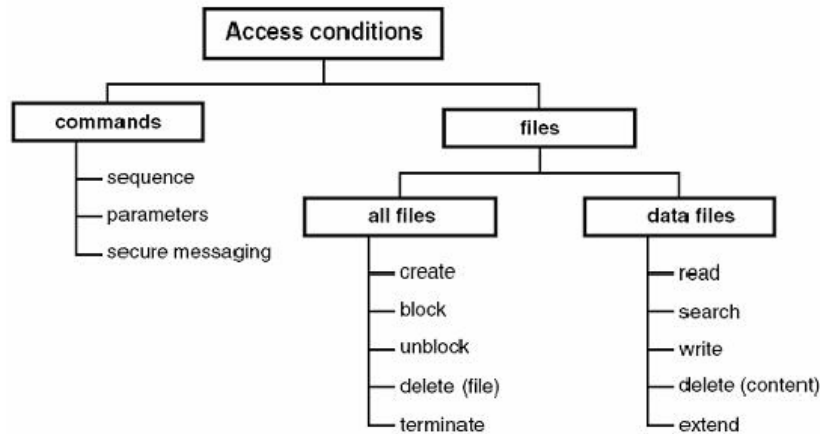 Access conditions
commands
files
sequence
parameters
secure messaging
all files
data files
create
block
unblock
delete (file)
terminate
read
search
write
delete (content)
extend